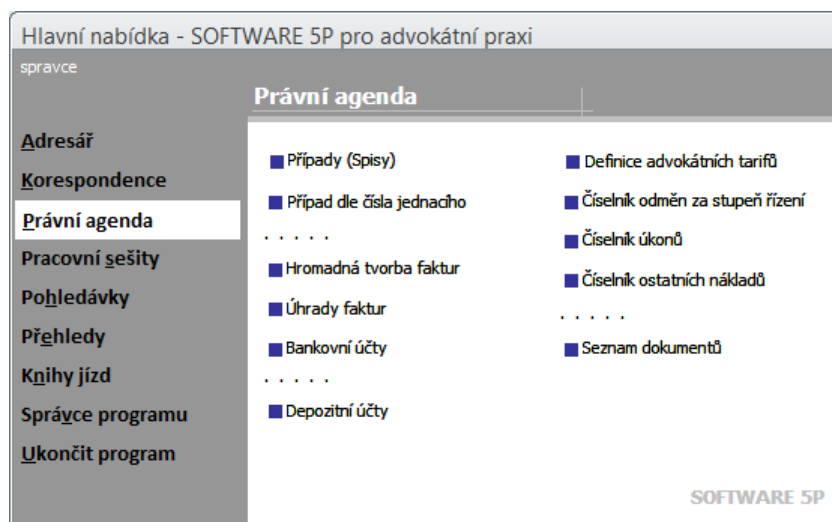 Hlavní nabídka - SOFTWARE 5P pro advokátní praxi
spravce
Právní agenda
Adresář
Korespondence
Právní agenda
Pracovní sešity
Pohledávky
Přehledy
Knihy jízd
Správce programu
Ukončit program
Případy (Spisy)
Případ dle čísla jednacího
. . . . .
Hromadná tvorba faktur
Úhrady faktur
Bankovní účty
. . . . .
Depozitní účty
Definice advokátních tarifů
Číselník odměn za stupeň řízení
Číselník úkonů
Číselník ostatních nákladů
. . . . .
Seznam dokumentů
SOFTWARE 5P